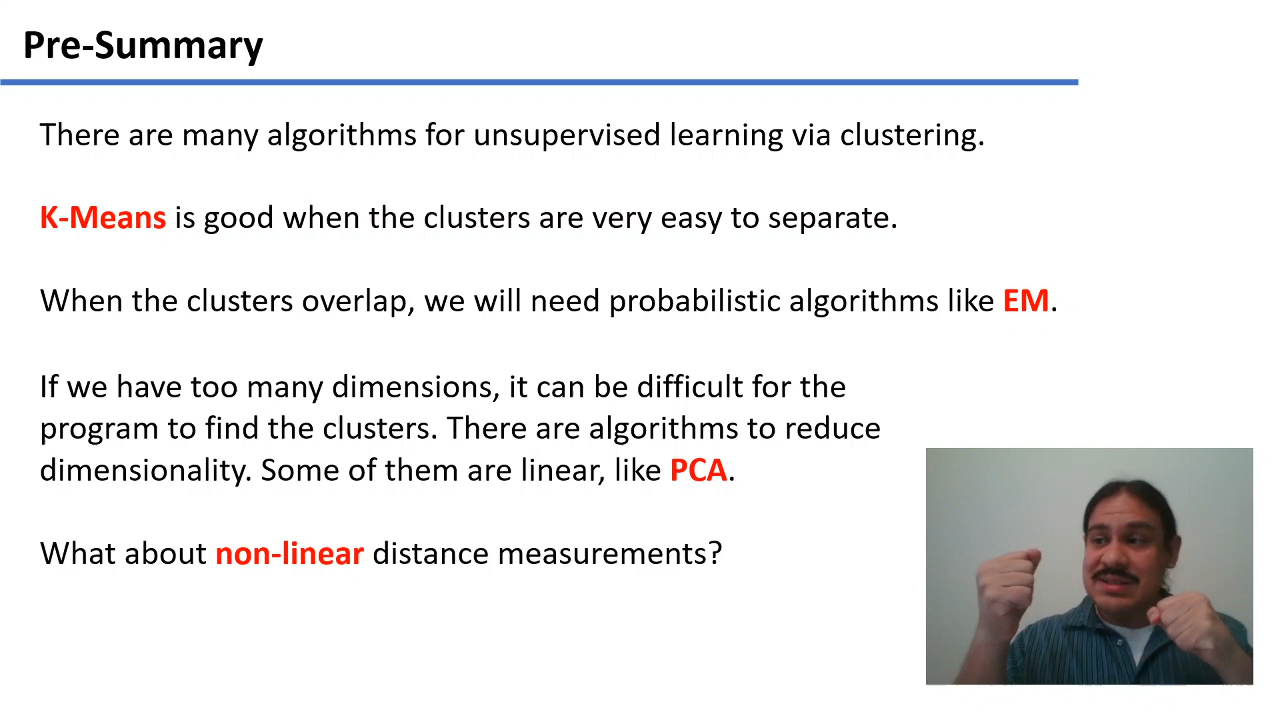 Pre-Summary
There are many algorithms for unsupervised learning via clustering.
K-Means is good when the clusters are very easy to separate.
When the clusters overlap, we will need probabilistic algorithms like EM.
If we have too many dimensions, it can be difficult for the
program to find the clusters. There are algorithms to reduce
dimensionality. Some of them are linear, like PCA.
What about non-linear distance measurements?